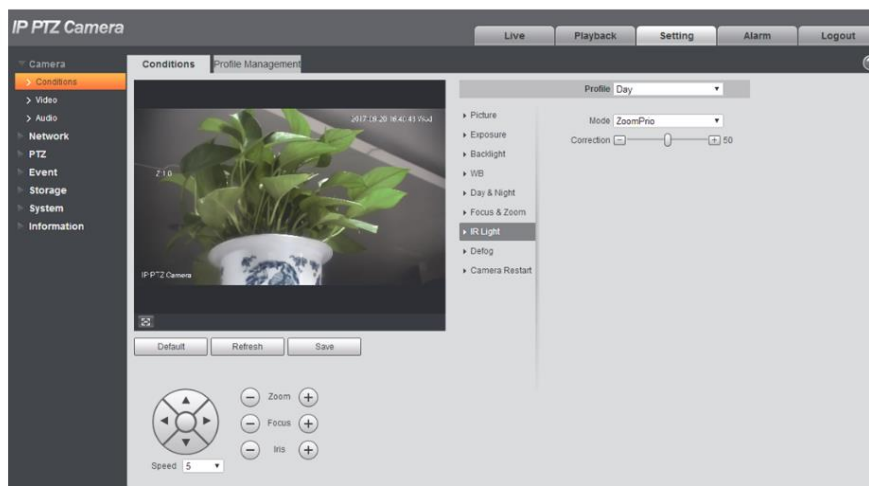 IP PTZ Camera
Live Playback Setting Alarm Logout
Camera
Conditions
Video
Audio
Network
PTZ
Event
Storage
System
Information
Conditions Profile Management
Z 1.0
IP PTZ Camera
Default Refresh Save
Zoom
Focus
Iris
Speed 5
Profile Day
Picture
Exposure
Backlight
WB
Day & Night
Focus & Zoom
IR Light
Defog
Camera Restart
Mode ZoomPrio
Correction 50